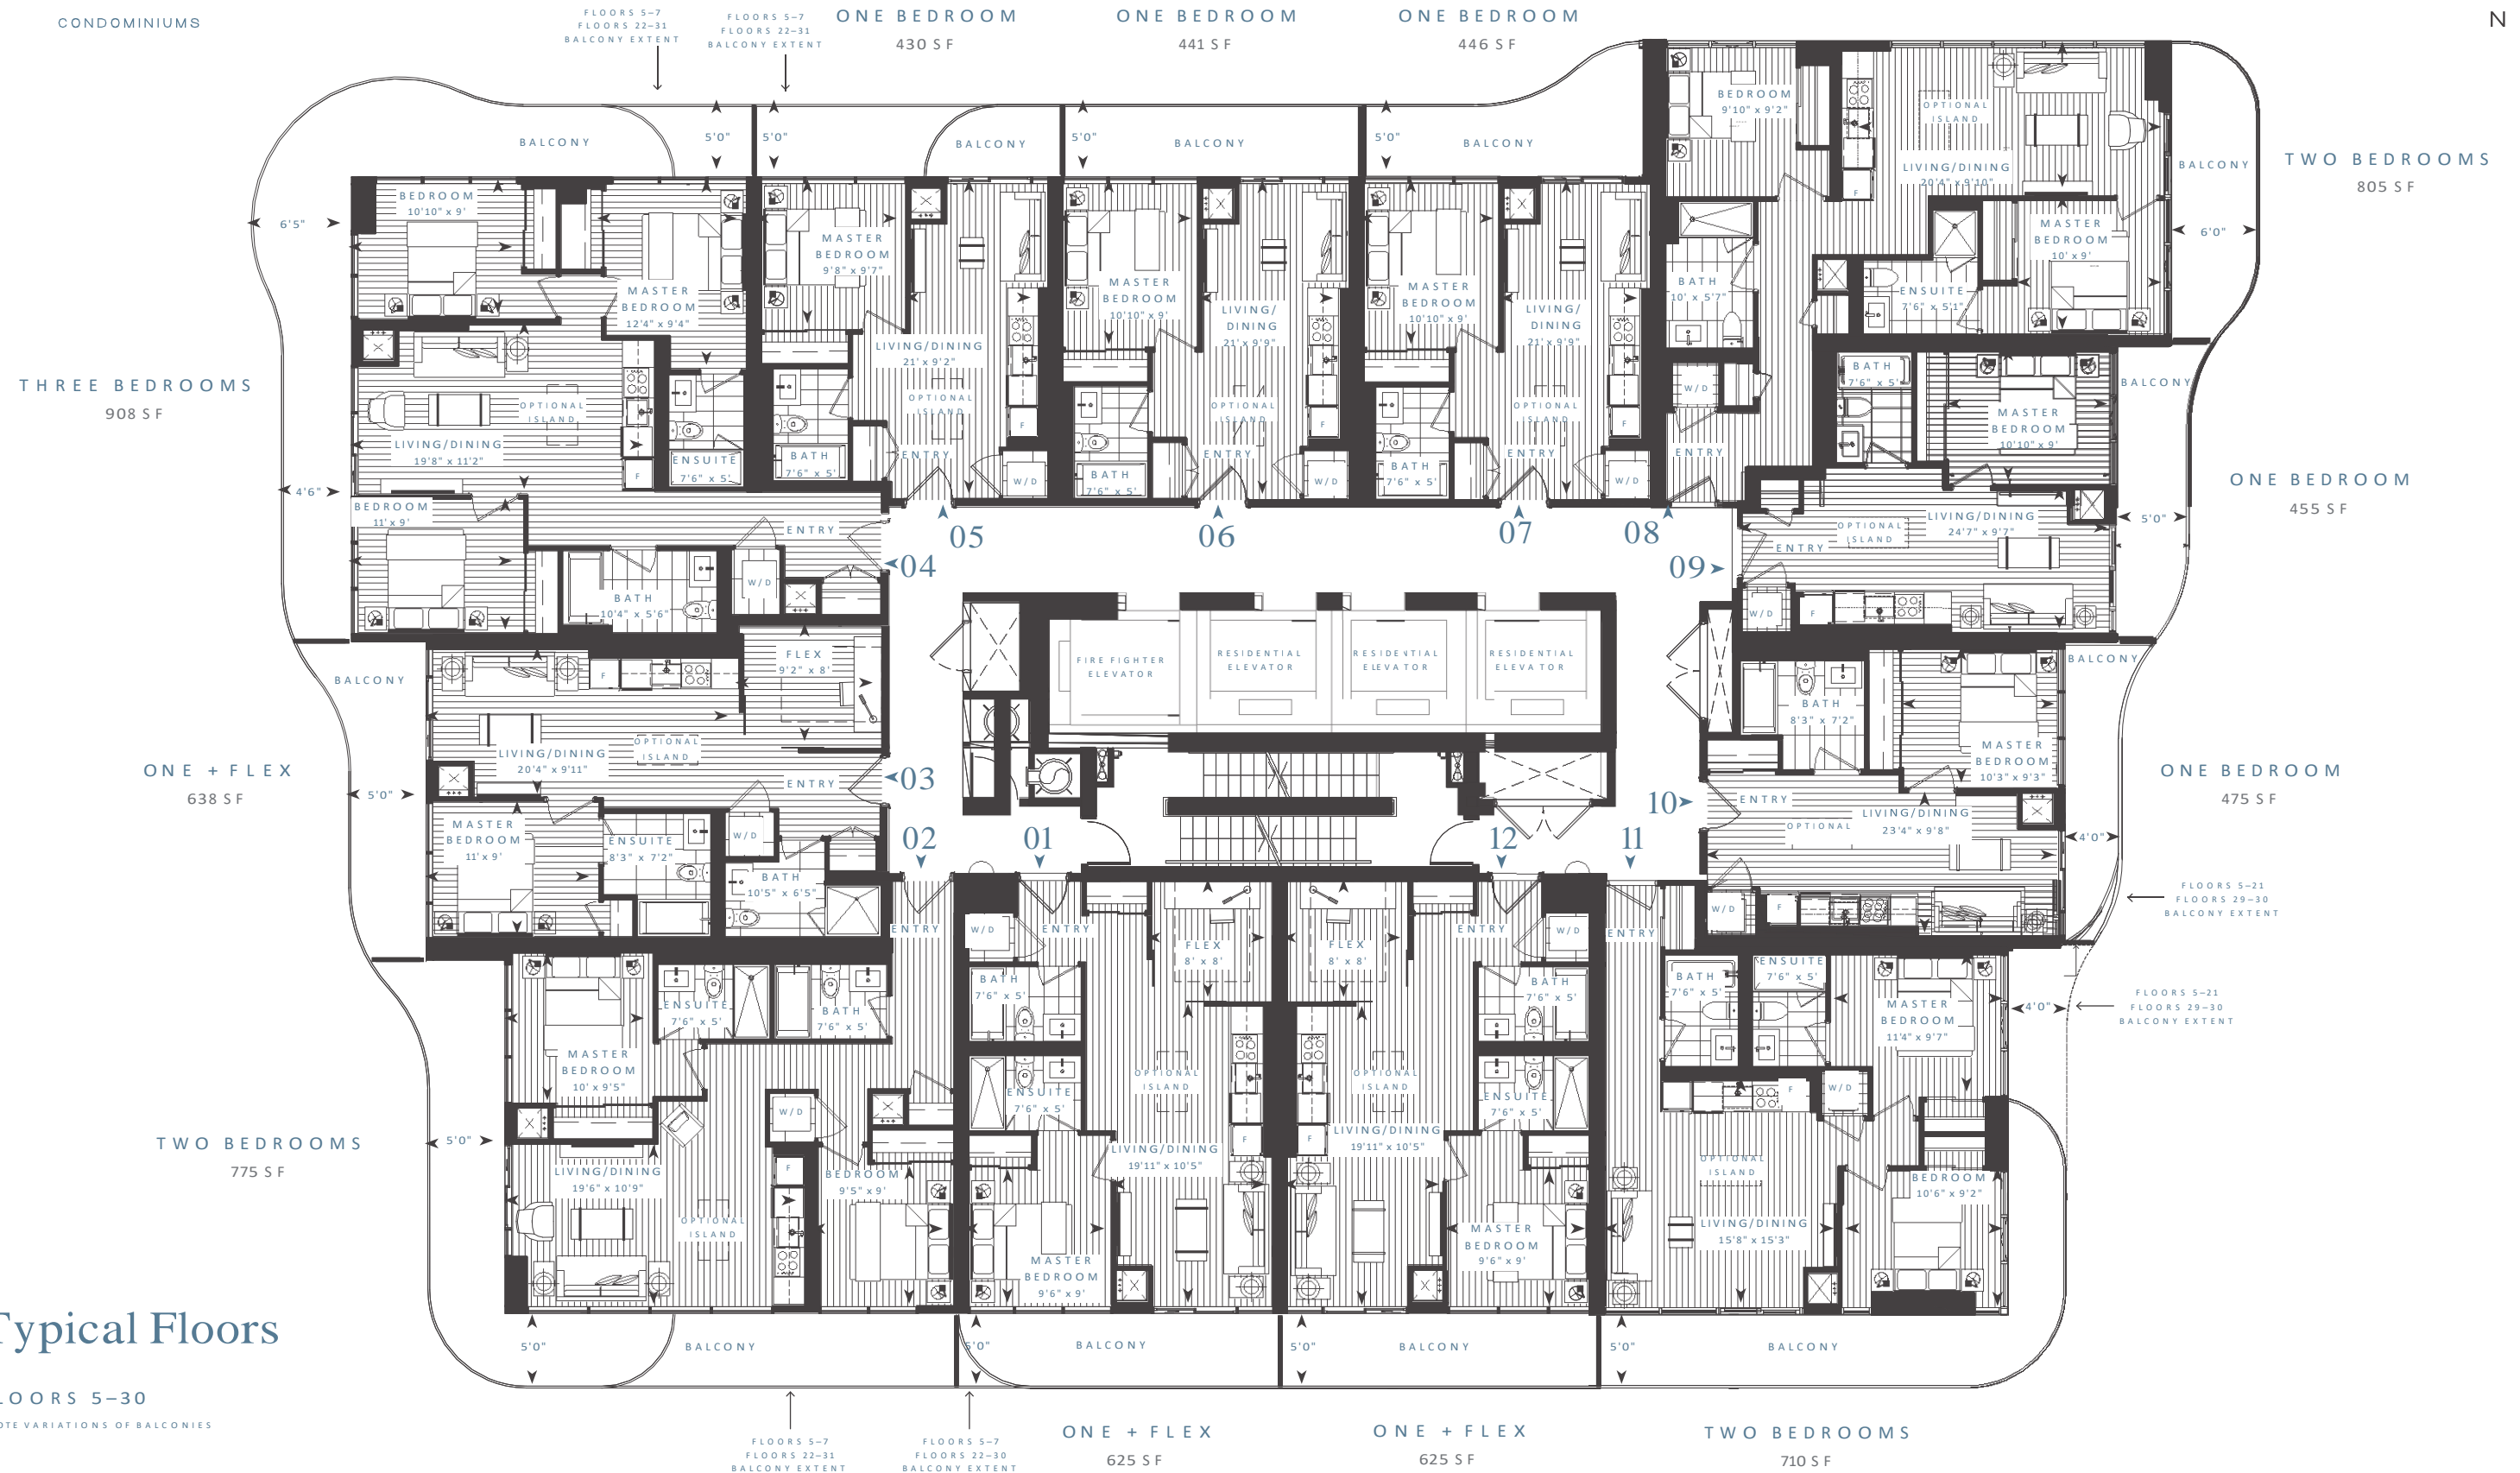 CONDOMINIUMS
FLOORS 5–7
FLOORS 22–31
BALCONY EXTENT
FLOORS 5–7
FLOORS 22–31
BALCONY EXTENT
ONE BEDROOM
430 SF
ONE BEDROOM
441 SF
ONE BEDROOM
446 SF
N
TWO BEDROOMS
805 SF
BALCONY
5'0"
5'0"
BALCONY
5'0"
BALCONY
5'0"
BALCONY
BEDROOM
9'10" x 9'2"
OPTIONAL
ISLAND
LIVING/DINING
20'4" x 9'10"
F
BALCONY
6'0"
MASTER
BEDROOM
10' x 9'
ENSUITE
7'6" x 5'1"
BATH
10' x 5'7"
W/D
ENTRY
6'5"
BEDROOM
10'10" x 9'
MASTER
BEDROOM
12'4" x 9'4"
THREE BEDROOMS
908 SF
OPTIONAL
ISLAND
LIVING/DINING
19'8" x 11'2"
F
ENSUITE
7'6" x 5'
4'6"
BEDROOM
11' x 9'
ENTRY
BATH
10'4" x 5'6"
W/D
04
MASTER
BEDROOM
9'8" x 9'7"
LIVING/DINING
21' x 9'2"
OPTIONAL
ISLAND
F
BATH
7'6" x 5'
ENTRY
W/D
05
MASTER
BEDROOM
10'10" x 9'
LIVING/
DINING
21' x 9'9"
OPTIONAL
ISLAND
F
BATH
7'6" x 5'
ENTRY
W/D
06
MASTER
BEDROOM
10'10" x 9'
LIVING/
DINING
21' x 9'9"
OPTIONAL
ISLAND
F
BATH
7'6" x 5'
ENTRY
W/D
07
08
BATH
7'6" x 5'
MASTER
BEDROOM
10'10" x 9'
BALCONY
ONE BEDROOM
455 SF
LIVING/DINING
24'7" x 9'7"
OPTIONAL
ISLAND
ENTRY
5'0"
09
W/D
F
FIRE FIGHTER
ELEVATOR
RESIDENTIAL
ELEVATOR
RESIDENTIAL
ELEVATOR
RESIDENTIAL
ELEVATOR
BALCONY
FLEX
9'2" x 8'
F
ONE + FLEX
638 SF
LIVING/DINING
20'4" x 9'11"
OPTIONAL
ISLAND
ENTRY
03
5'0"
MASTER
BEDROOM
11' x 9'
ENSUITE
8'3" x 7'2"
W/D
BATH
10'5" x 6'5"
BALCONY
BATH
8'3" x 7'2"
MASTER
BEDROOM
10'3" x 9'3"
ONE BEDROOM
475 SF
10
ENTRY
OPTIONAL
LIVING/DINING
23'4" x 9'8"
4'0"
W/D
F
FLOORS 5–21
FLOORS 29–30
BALCONY EXTENT
02
01
12
11
ENTRY
MASTER
BEDROOM
10' x 9'5"
ENSUITE
7'6" x 5'
BATH
7'6" x 5'
TWO BEDROOMS
775 SF
5'0"
W/D
LIVING/DINING
19'6" x 10'9"
F
BEDROOM
9'5" x 9'
OPTIONAL
ISLAND
W/D
ENTRY
FLEX
8' x 8'
BATH
7'6" x 5'
ENSUITE
7'6" x 5'
OPTIONAL
ISLAND
F
LIVING/DINING
19'11" x 10'5"
MASTER
BEDROOM
9'6" x 9'
FLEX
8' x 8'
ENTRY
W/D
BATH
7'6" x 5'
OPTIONAL
ISLAND
ENSUITE
7'6" x 5'
F
LIVING/DINING
19'11" x 10'5"
MASTER
BEDROOM
9'6" x 9'
ENTRY
BATH
7'6" x 5'
ENSUITE
7'6" x 5'
MASTER
BEDROOM
11'4" x 9'7"
4'0"
FLOORS 5–21
FLOORS 29–30
BALCONY EXTENT
F
W/D
OPTIONAL
ISLAND
BEDROOM
10'6" x 9'2"
LIVING/DINING
15'8" x 15'3"
Typical Floors
5'0"
BALCONY
5'0"
BALCONY
5'0"
BALCONY
5'0"
BALCONY
5–30
VARIATIONS OF BALCONIES
FLOORS 5–7
FLOORS 22–31
BALCONY EXTENT
FLOORS 5–7
FLOORS 22–30
BALCONY EXTENT
ONE + FLEX
625 SF
ONE + FLEX
625 SF
TWO BEDROOMS
710 SF